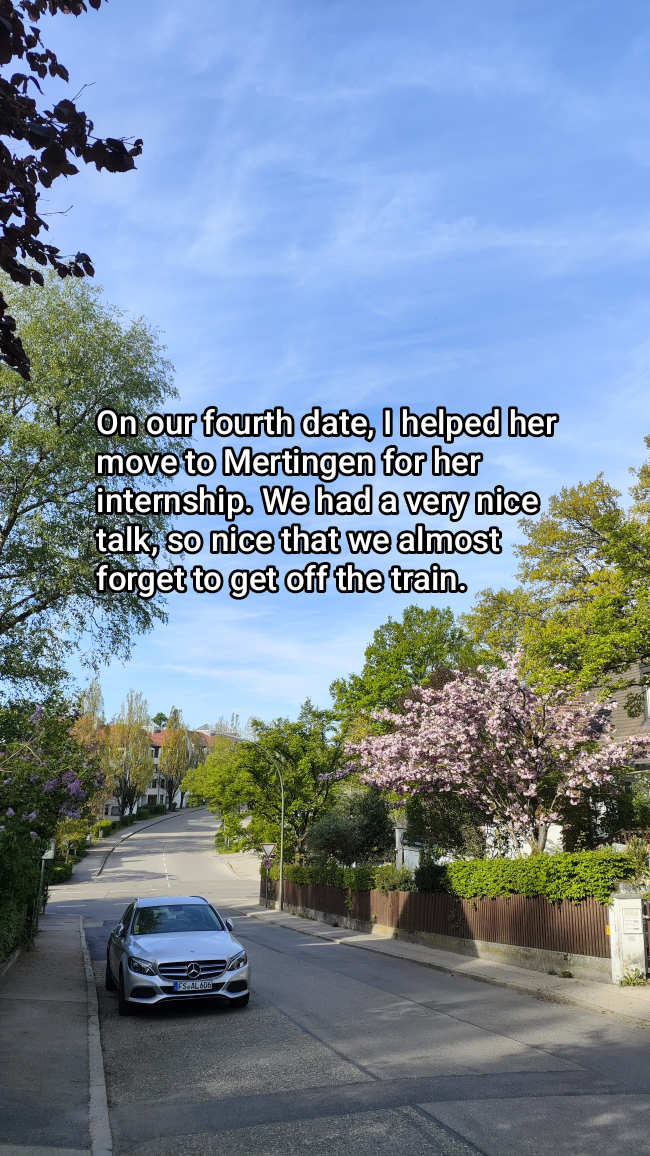 On our fourth date, I helped her
move to Mertingen for her
internship. We had a very nice
talk, so nice that we almost
forget to get off the train.
FS AL 606